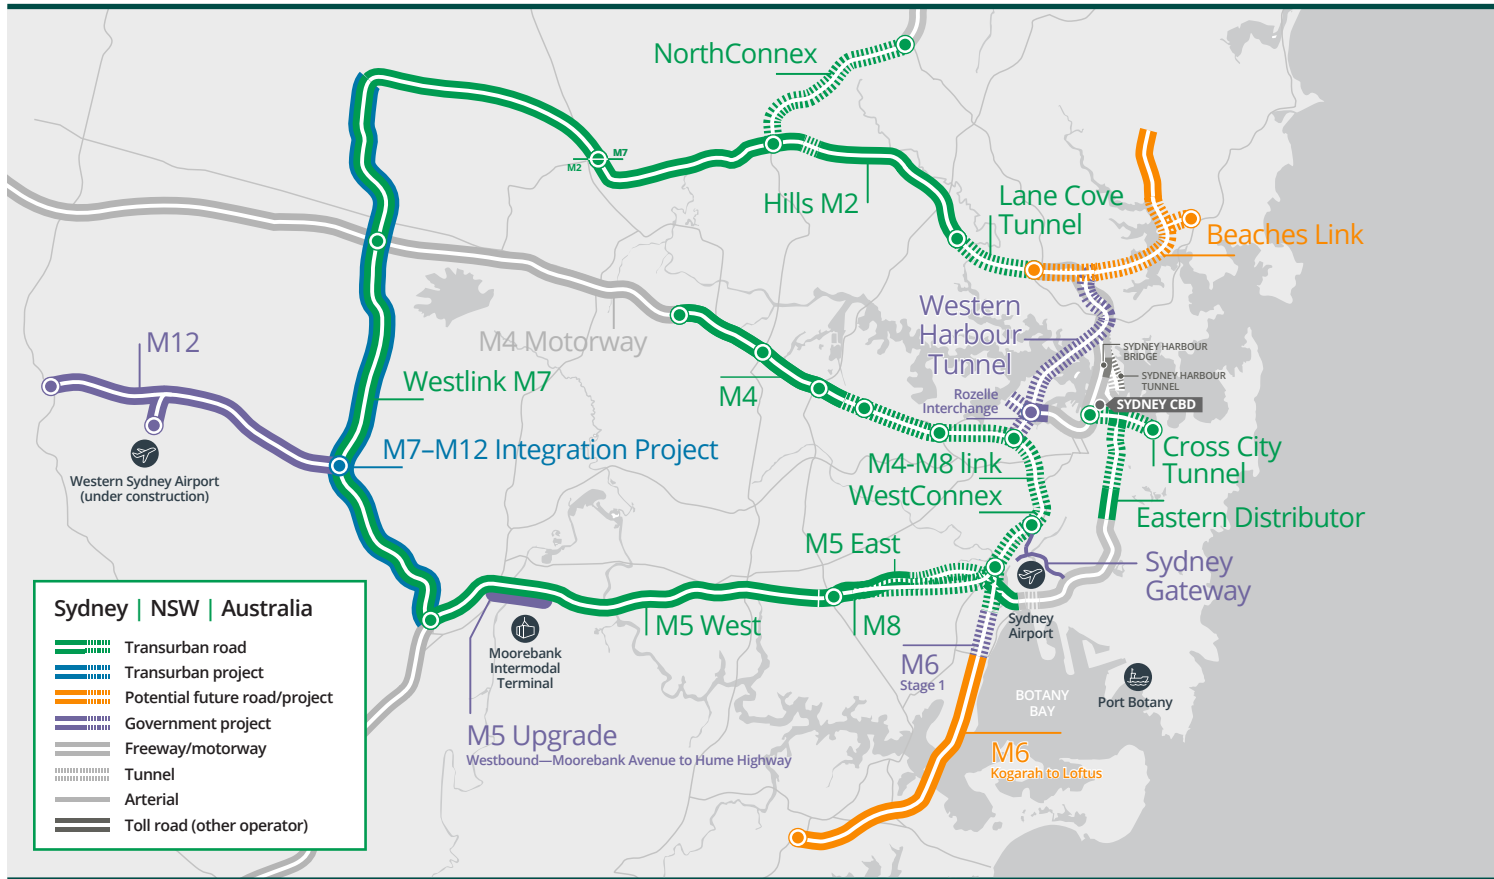 NorthConnex
M7
M2
Hills M2
Lane Cove
Tunnel
Beaches Link
M12
M4 Motorway
Western
Harbour
Tunnel
SYDNEY HARBOUR
BRIDGE
SYDNEY HARBOUR
TUNNEL
Westlink M7
M4
Rozelle
Interchange
SYDNEY CBD
M7–M12 Integration Project
Cross City
Tunnel
M4-M8 link
WestConnex
Western Sydney Airport
(under construction)
Eastern Distributor
M5 East
Sydney
Gateway
Sydney | NSW | Australia
Transurban road
Transurban project
Potential future road/project
Government project
Freeway/motorway
Tunnel
Arterial
Toll road (other operator)
M5 West
M8
Sydney
Airport
Moorebank
Intermodal
Terminal
M6
Stage 1
BOTANY
BAY
Port Botany
M5 Upgrade
Westbound—Moorebank Avenue to Hume Highway
M6
Kogarah to Loftus